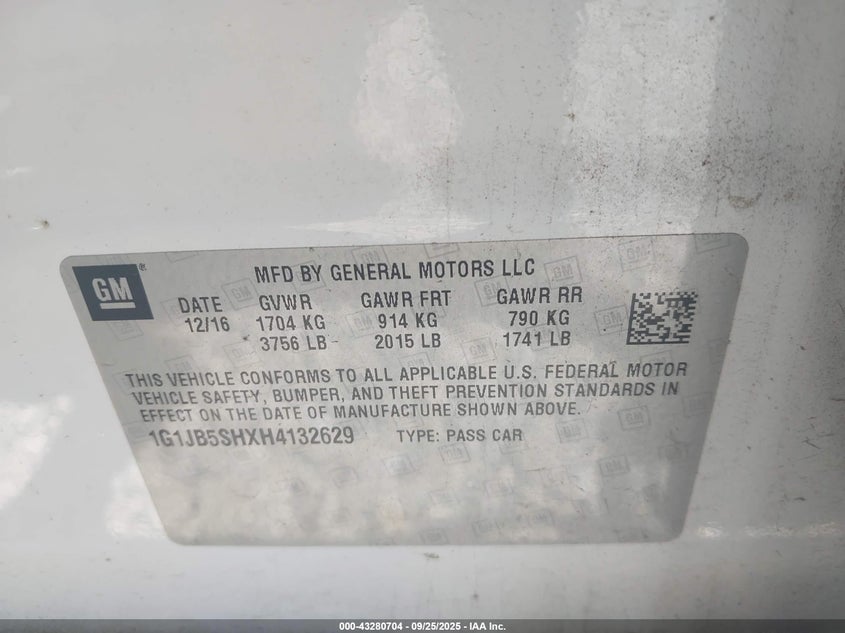 GM
MFD BY GENERAL MOTORS LLC
DATE GVWR GAWR FRT GAWR RR
12/16 1704 KG 914 KG 790 KG
3756 LB 2015 LB 1741 LB
THIS VEHICLE CONFORMS TO ALL APPLICABLE U.S. FEDERAL MOTOR
VEHICLE SAFETY, BUMPER, AND THEFT PREVENTION STANDARDS IN
EFFECT ON THE DATE OF MANUFACTURE SHOWN ABOVE.
1G1JB5SHXH4132629 TYPE: PASS CAR
000-43280704 - 09/25/2025 - IAA Inc.